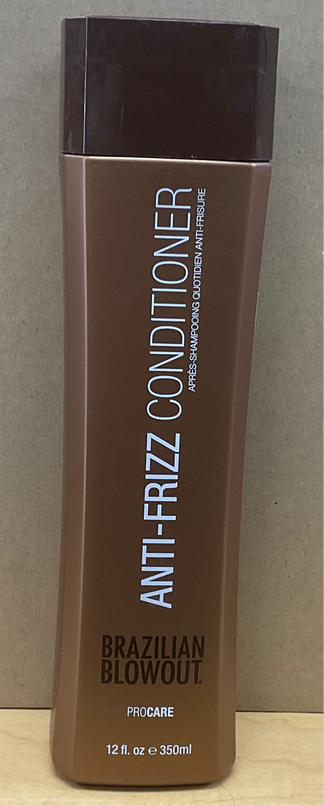 ANTI-FRIZZ CONDITIONER
APRÈS-SHAMPOOING QUOTIDIEN ANTI-FRISURE
BRAZILIAN
BLOWOUT.
PROCARE
12 fl. oz e 350ml